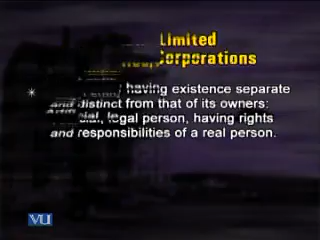 Limited
Corporations
having existence separate
and distinct from that of its owners:
legal person, having rights
and responsibilities of a real person.
VU